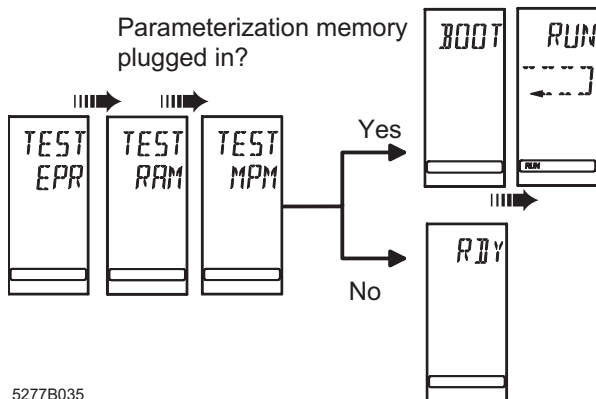 Parameterization memory
plugged in?
TEST
EPR
TEST
RAM
TEST
MPM
Yes
BOOT
RUN
RUN
No
RDY
5277B035